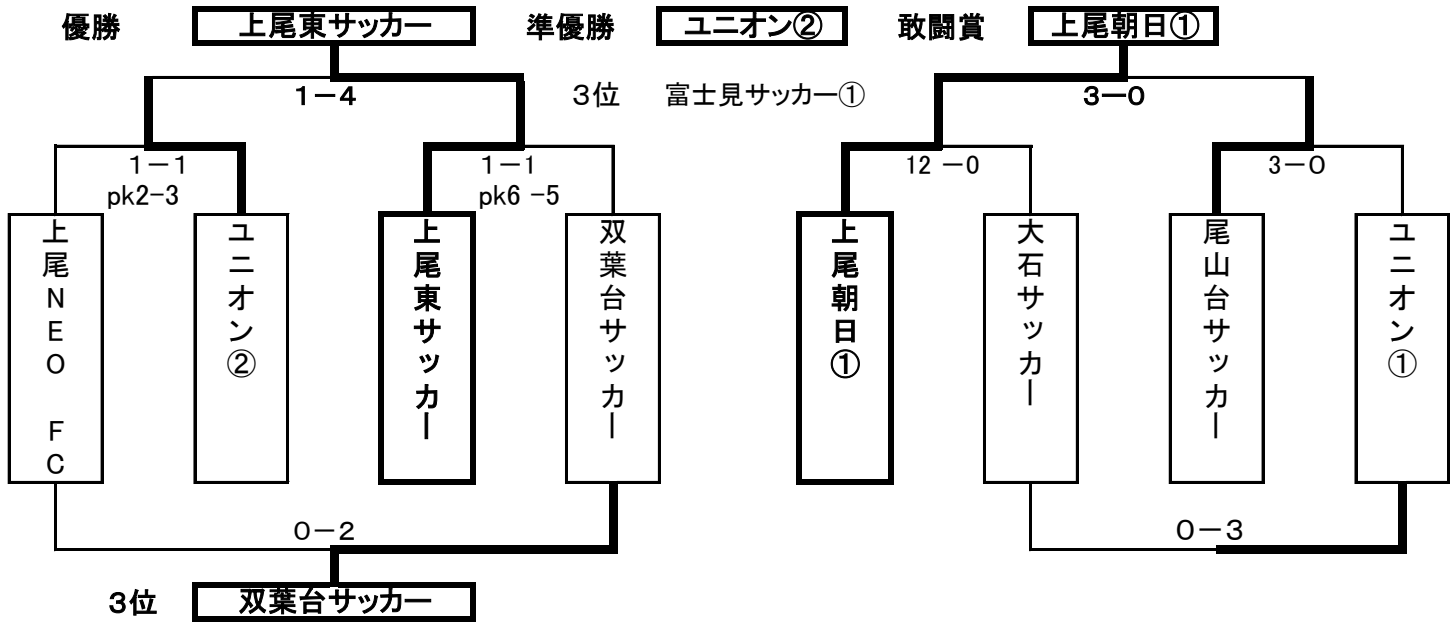 優勝 上尾東サッカー 準優勝 ユニオン② 敢闘賞 上尾朝日①
1－4 3位 富士見サッカー① 3－0
1－1 1－1 12 －0 3－0
pk2-3 pk6 -5
上尾NEO FC
ユニオン②
上尾東サッカー
双葉台サッカー
上尾朝日①
大石サッカー
尾山台サッカー
ユニオン①
0－2 0－3
3位 双葉台サッカー